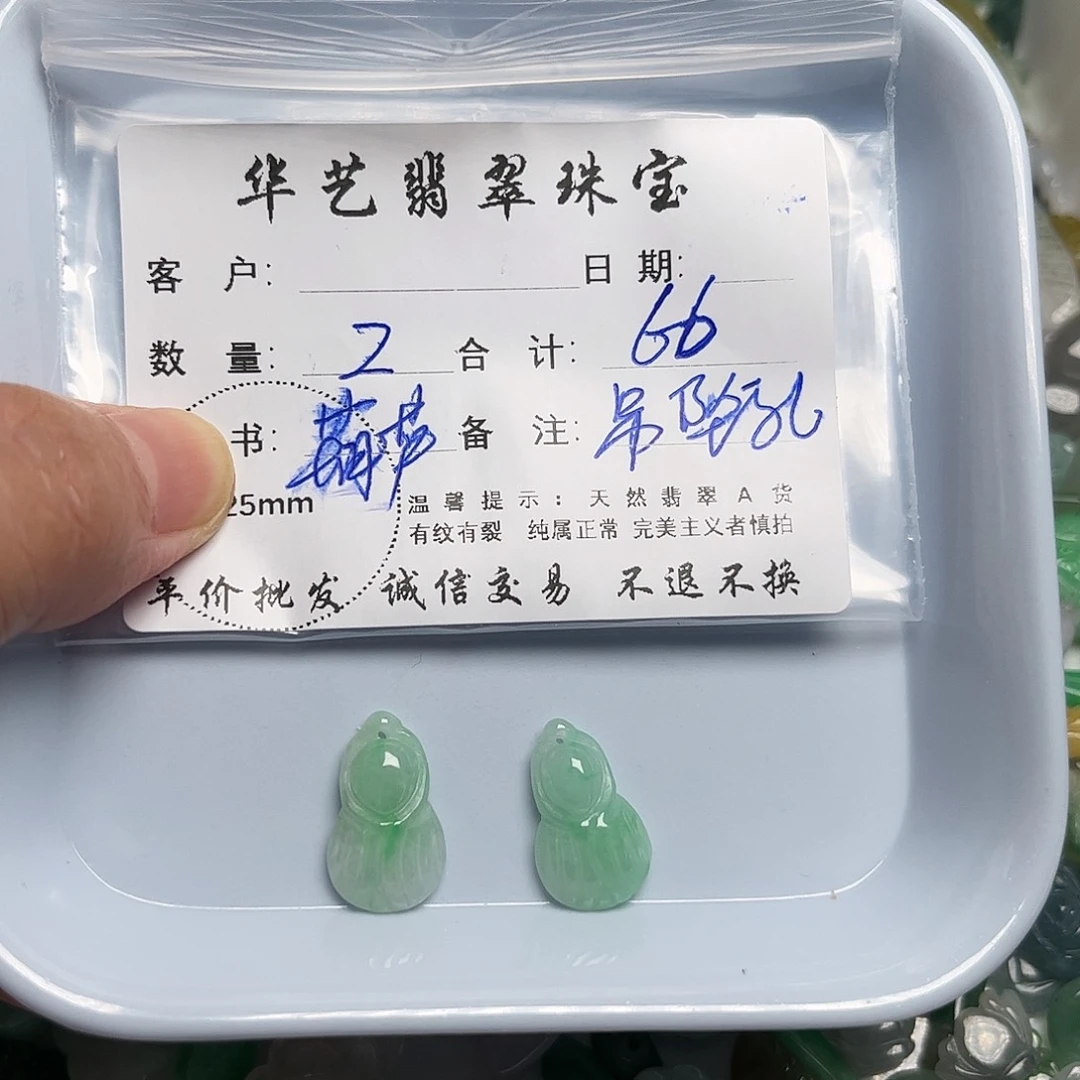 华艺翡翠珠宝
客 户: 日 期:
数 量: 2 合 计: 66
书: 葫芦 备 注: 吊坠孔
25mm
温馨提示: 天然翡翠A货
有纹有裂 纯属正常 完美主义者慎拍
平价批发 诚信交易 不退不换